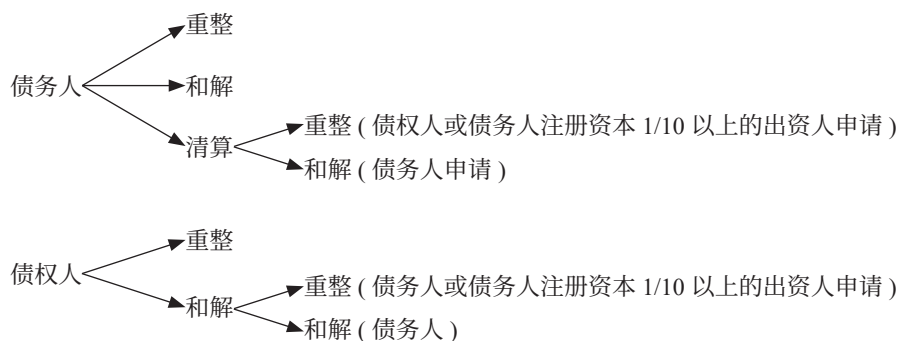 重整
债务人
和解
重整 ( 债权人或债务人注册资本 1/10 以上的出资人申请 )
清算
和解 ( 债务人申请 )
重整
债权人
重整 ( 债务人或债务人注册资本 1/10 以上的出资人申请 )
和解
和解 ( 债务人 )